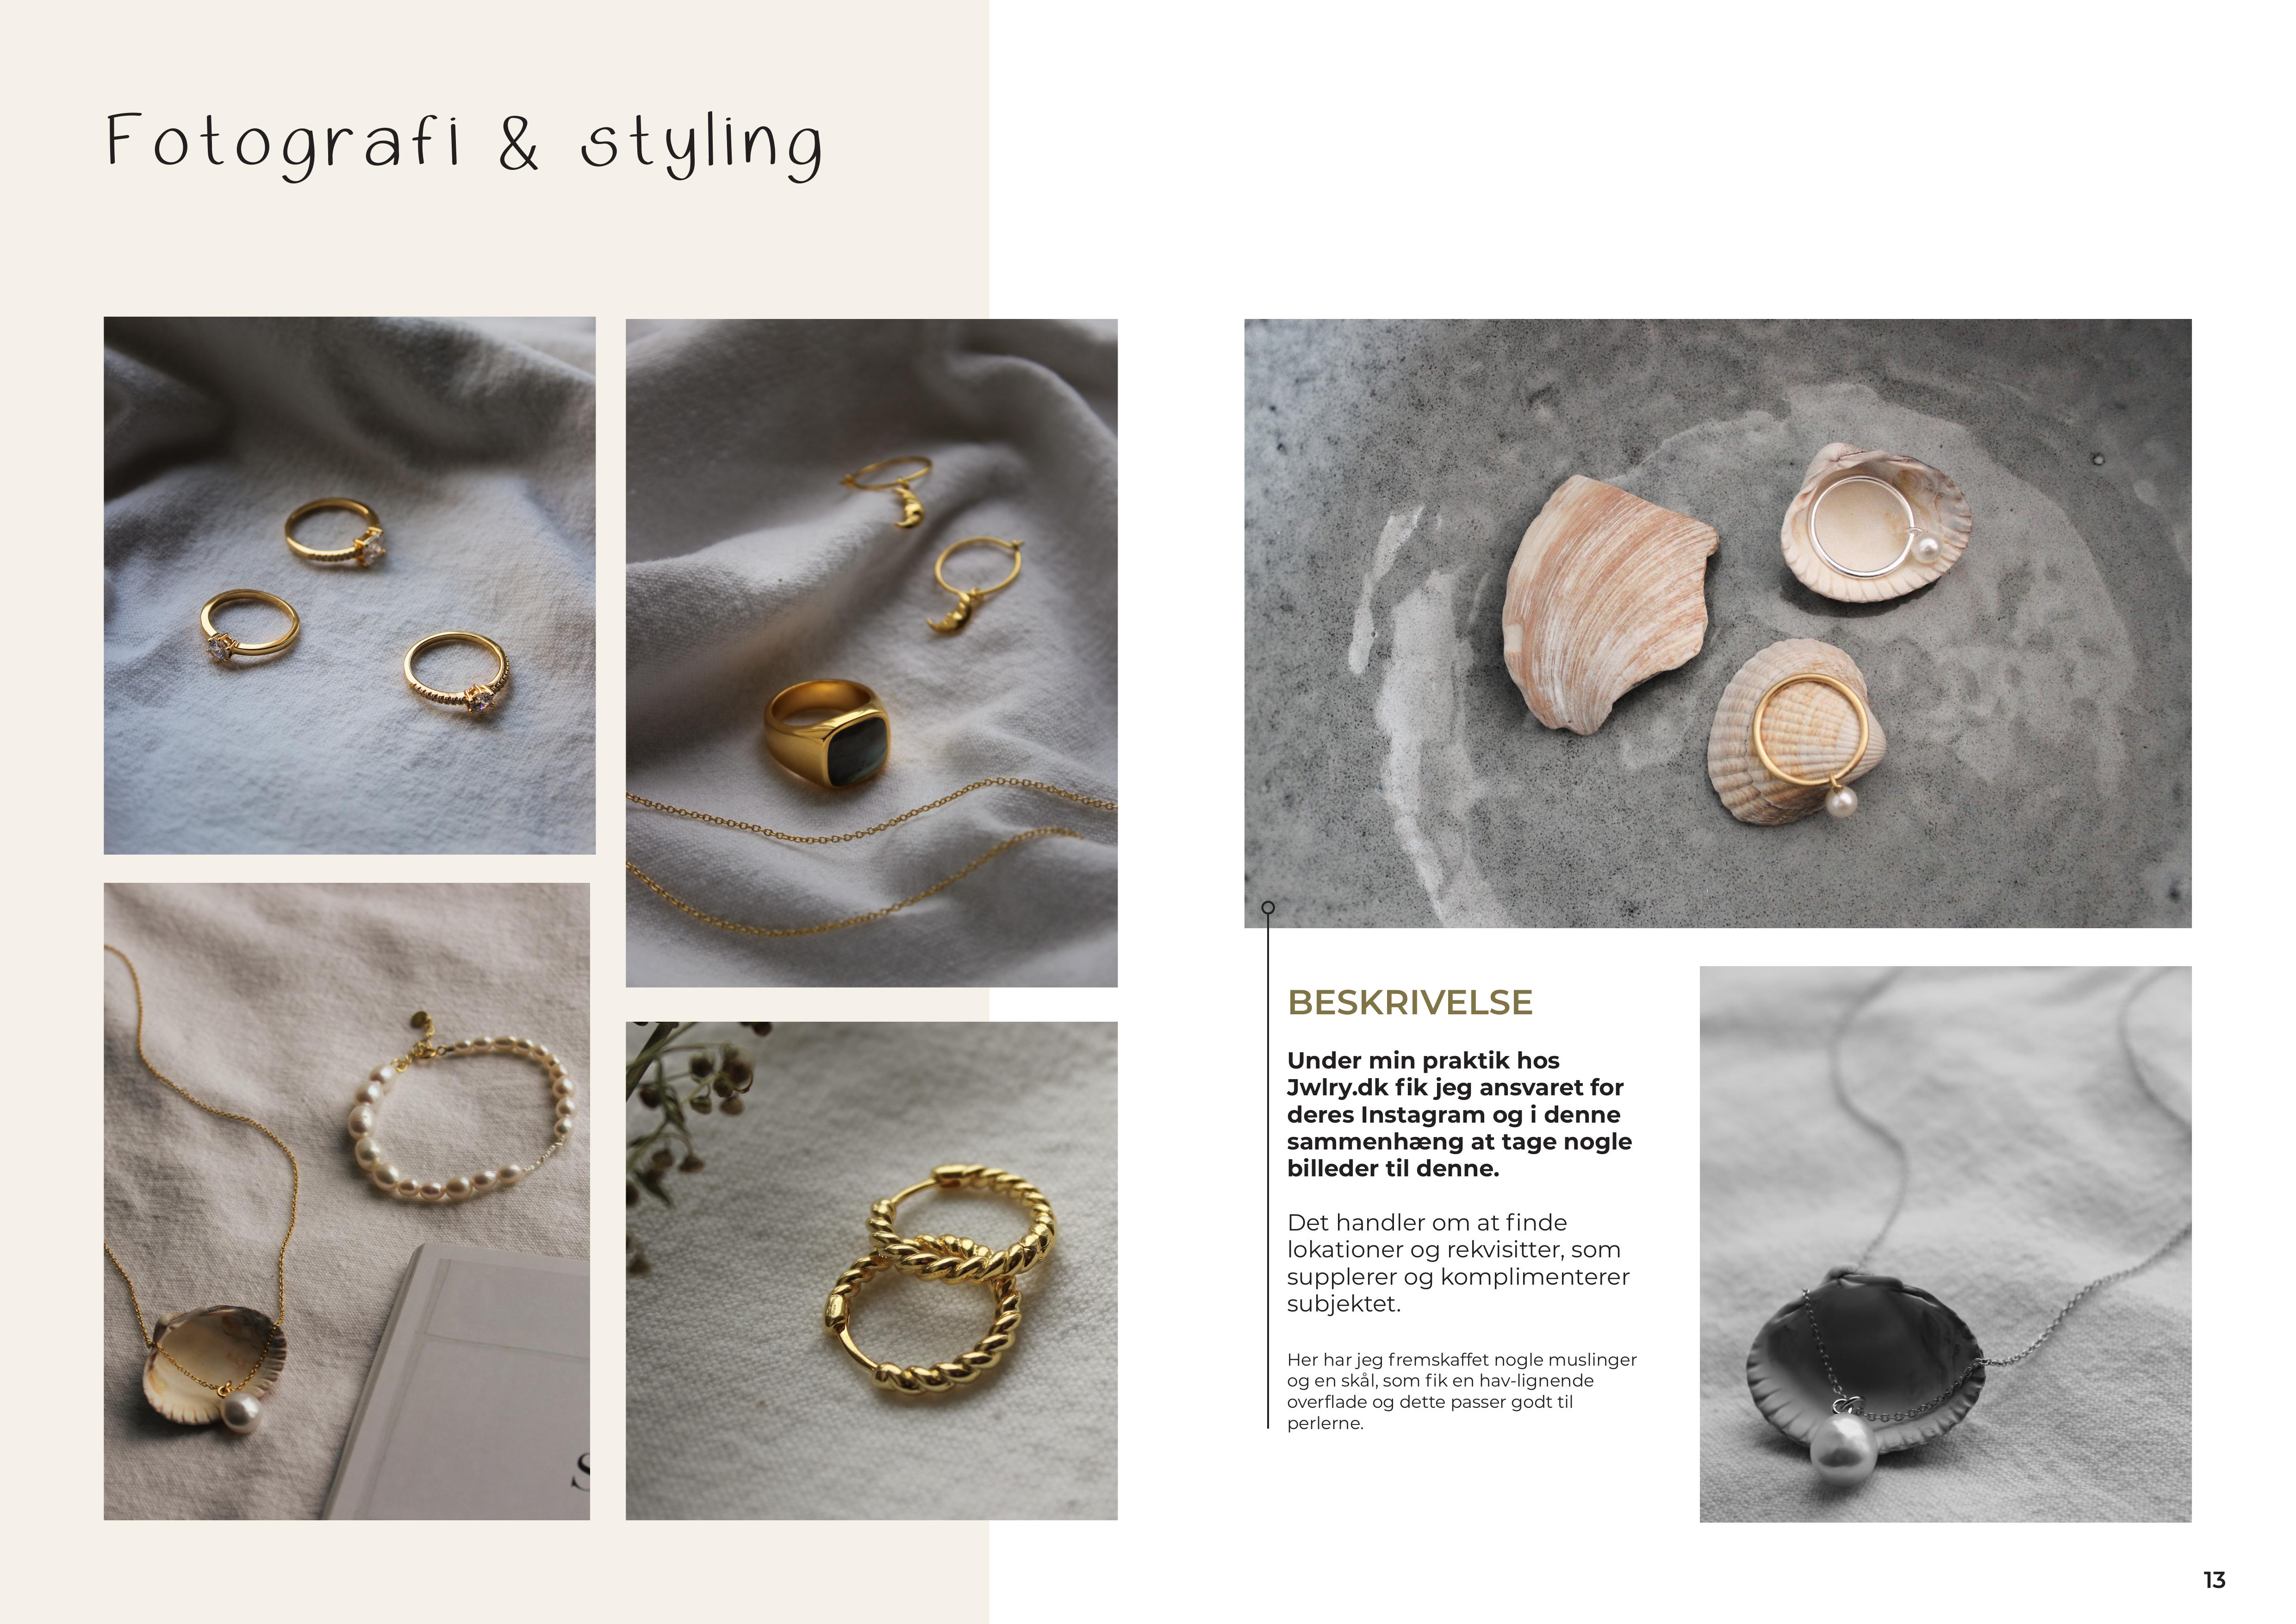 Fotografi & styling
S
BESKRIVELSE
Under min praktik hos
Jwlry.dk fik jeg ansvaret for
deres Instagram og i denne
sammenhæng at tage nogle
billeder til denne.
Det handler om at finde
lokationer og rekvisitter, som
supplerer og komplimenterer
subjektet.
Her har jeg fremskaffet nogle muslinger
og en skål, som fik en hav-lignende
overflade og dette passer godt til
perlerne.
13